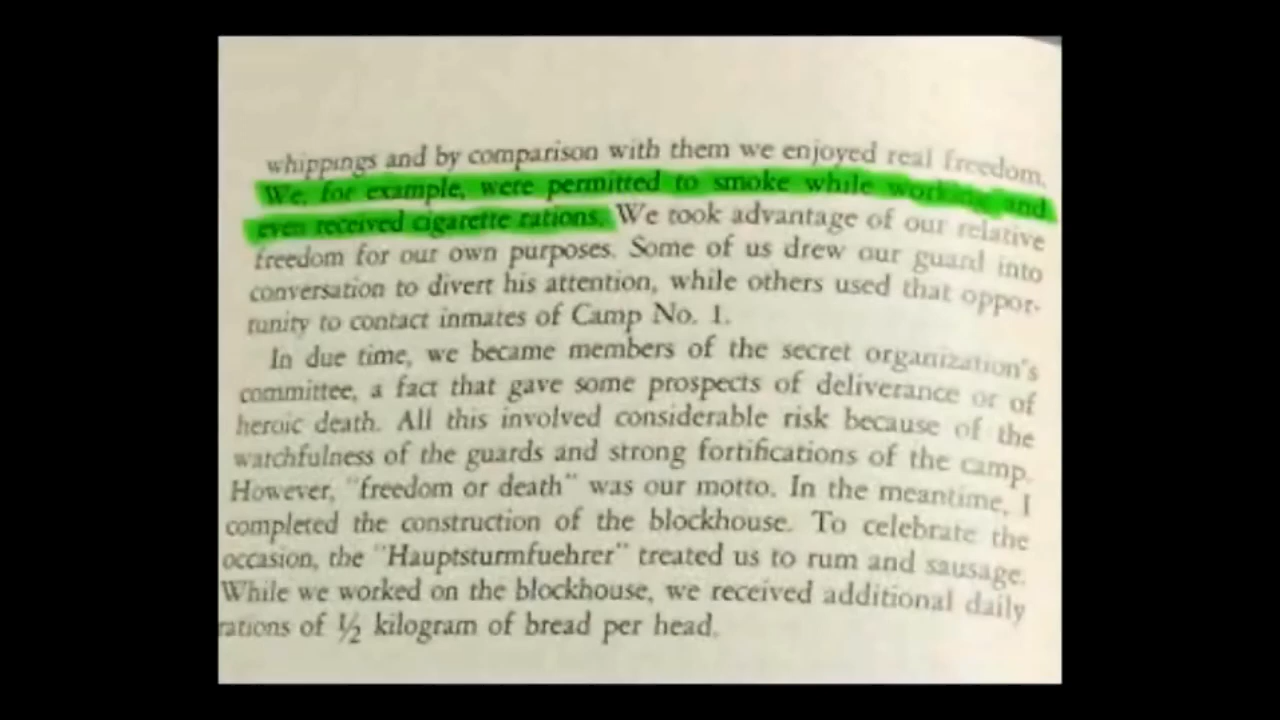 whippings and by comparison with them we enjoyed real freedom.
We, for example, were permitted to smoke while working and
even received cigarette rations. We took advantage of our relative
freedom for our own purposes. Some of us drew our guard into
conversation to divert his attention, while others used that oppor-
tunity to contact inmates of Camp No. 1.
In due time, we became members of the secret organization's
committee, a fact that gave some prospects of deliverance or of
heroic death. All this involved considerable risk because of the
watchfulness of the guards and strong fortifications of the camp.
However, "freedom or death" was our motto. In the meantime, I
completed the construction of the blockhouse. To celebrate the
occasion, the "Hauptsturmfuehrer" treated us to rum and sausage.
While we worked on the blockhouse, we received additional daily
rations of ½ kilogram of bread per head.